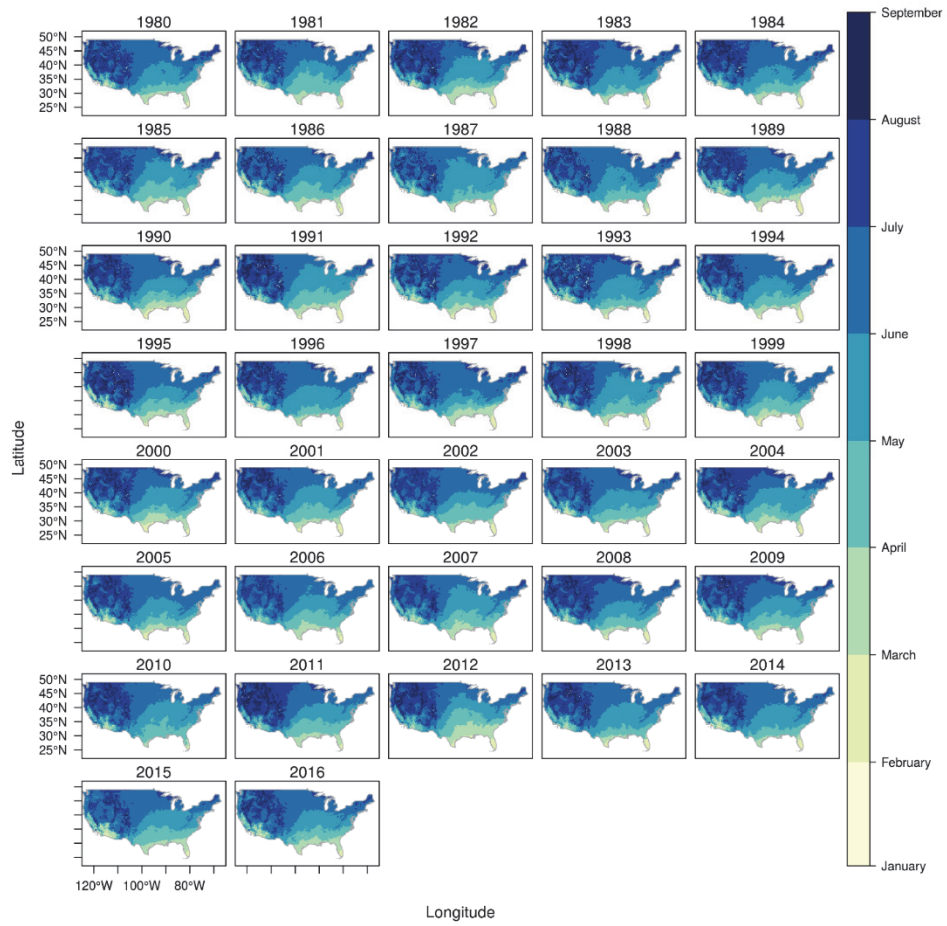 1980 1981 1982 1983 1984
50°N
45°N
40°N
35°N
30°N
25°N
1985 1986 1987 1988 1989
1990 1991 1992 1993 1994
50°N
45°N
40°N
35°N
30°N
25°N
1995 1996 1997 1998 1999
2000 2001 2002 2003 2004
50°N
45°N
40°N
35°N
30°N
25°N
2005 2006 2007 2008 2009
2010 2011 2012 2013 2014
50°N
45°N
40°N
35°N
30°N
25°N
2015 2016
120°W 100°W 80°W
Latitude
Longitude
September
August
July
June
May
April
March
February
January